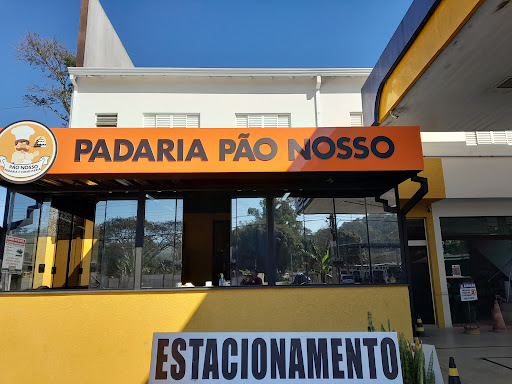 PADARIA PÃO NOSSO
PÃO NOSSO
ESTACIONAMENTO